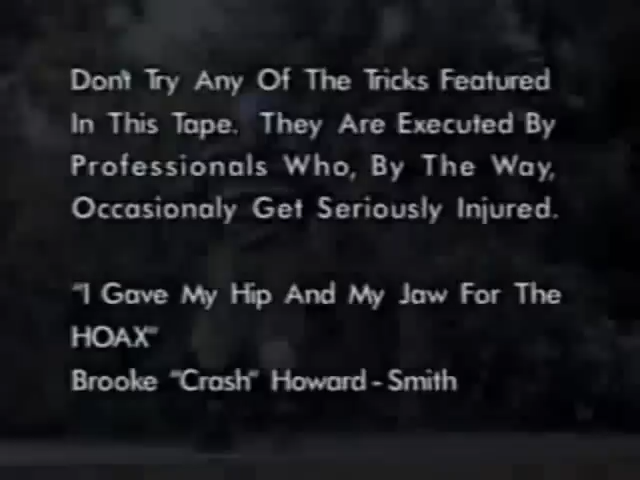 Don't Try Any Of The Tricks Featured
In This Tape. They Are Executed By
Professionals Who, By The Way,
Occasionaly Get Seriously Injured.
"I Gave My Hip And My Jaw For The
HOAX"
Brooke "Crash" Howard-Smith